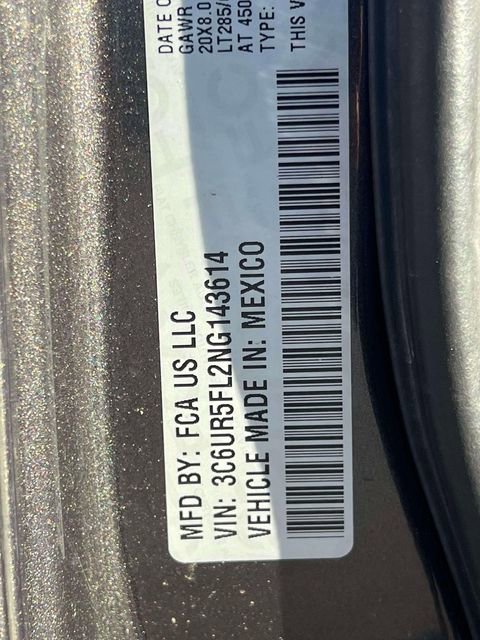 MFD BY: FCA US LLC
VIN: 3C6UR5FL2NG143614
VEHICLE MADE IN: MEXICO
DATE
GAWR
20X8.0
LT285/
AT 450
TYPE:
THIS